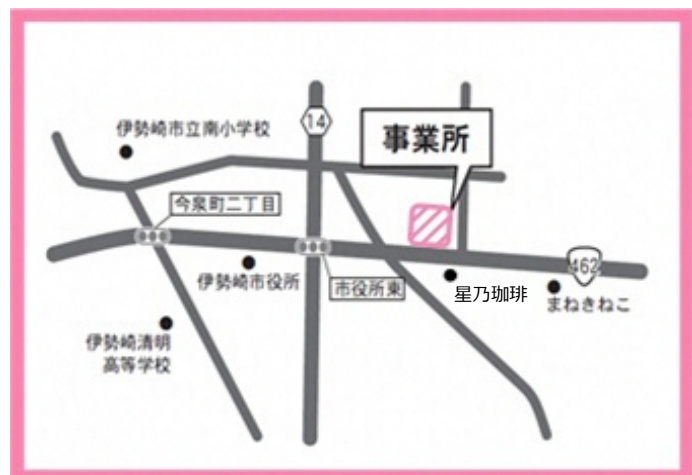 14
伊勢崎市立南小学校
事業所
今泉町二丁目
462
伊勢崎市役所
市役所東
星乃珈琲
まねきねこ
伊勢崎清明
高等学校